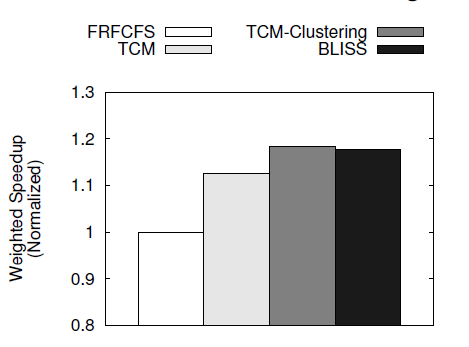 FRFCFS
TCM
TCM-Clustering
BLISS
Weighted Speedup
(Normalized)
1.3
1.2
1.1
1
0.9
0.8